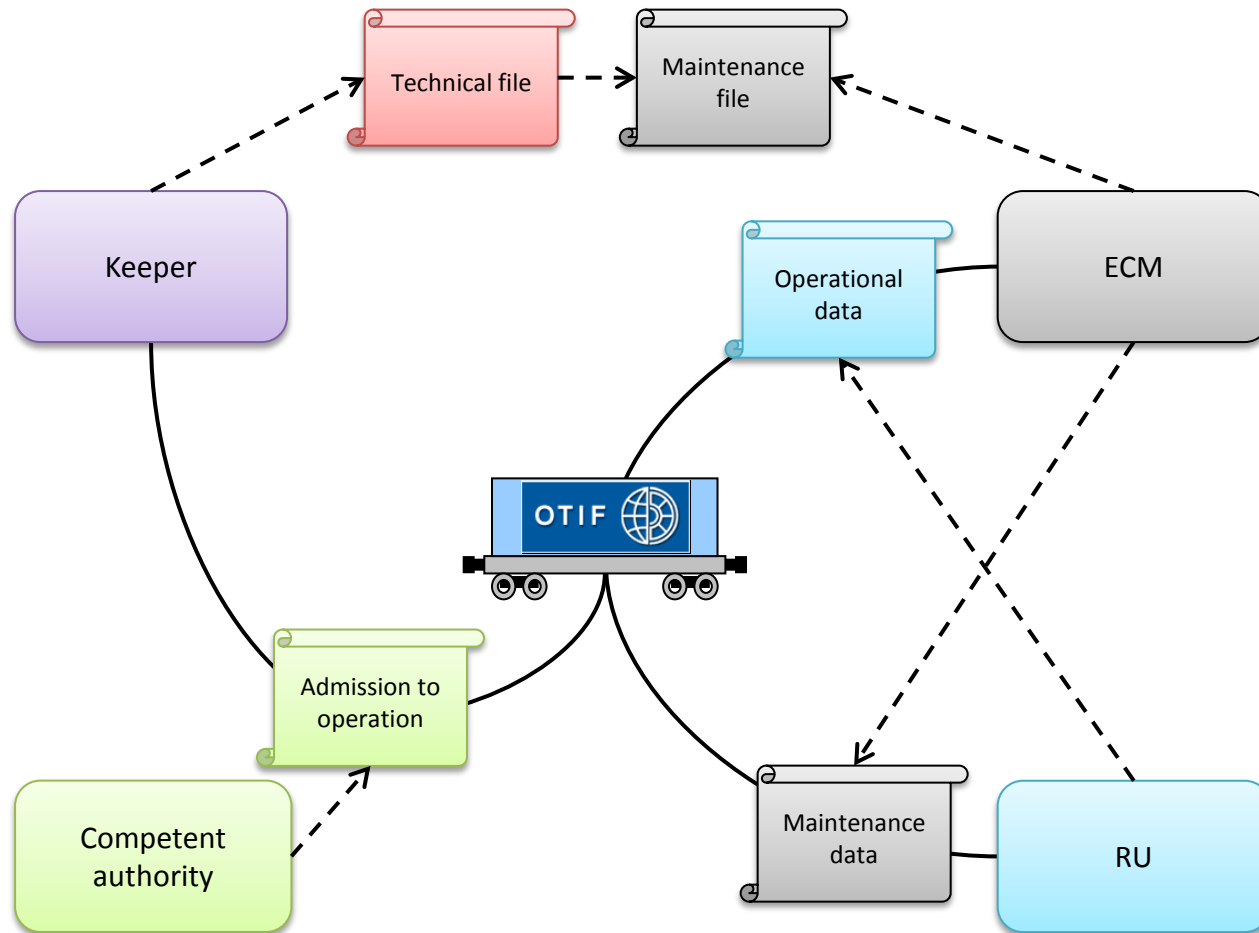 Technical file
Maintenance
file
Keeper
Operational
data
ECM
OTIF
Admission to
operation
Competent
authority
Maintenance
data
RU